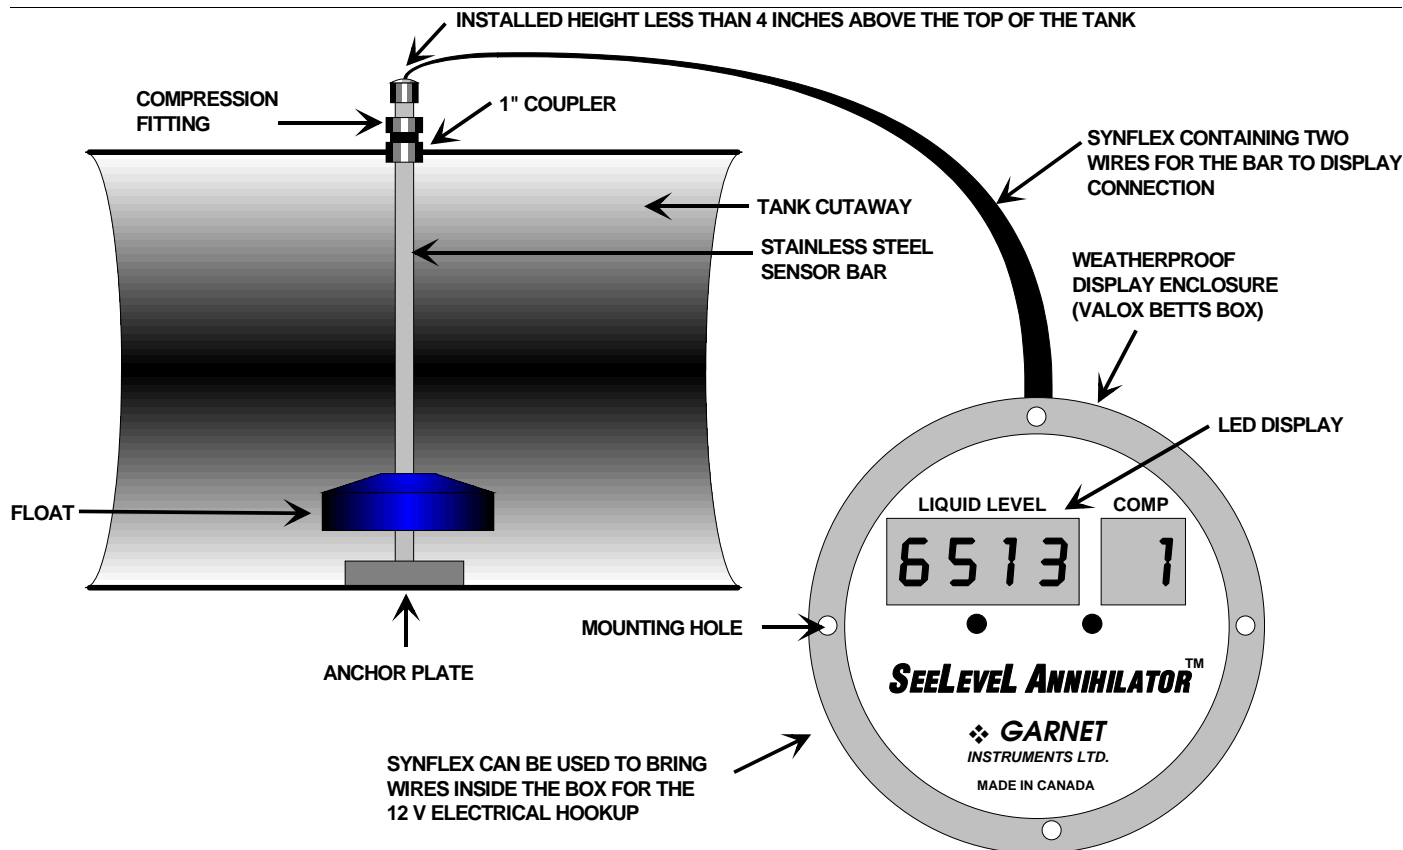 INSTALLED HEIGHT LESS THAN 4 INCHES ABOVE THE TOP OF THE TANK
COMPRESSION
FITTING
1" COUPLER
SYNFLEX CONTAINING TWO
WIRES FOR THE BAR TO DISPLAY
CONNECTION
TANK CUTAWAY
STAINLESS STEEL
SENSOR BAR
WEATHERPROOF
DISPLAY ENCLOSURE
(VALOX BETTS BOX)
LED DISPLAY
FLOAT
LIQUID LEVEL
COMP
6513
1
MOUNTING HOLE
ANCHOR PLATE
SEELEVEL ANNIHILATOR™
GARNET
INSTRUMENTS LTD.
MADE IN CANADA
SYNFLEX CAN BE USED TO BRING
WIRES INSIDE THE BOX FOR THE
12 V ELECTRICAL HOOKUP